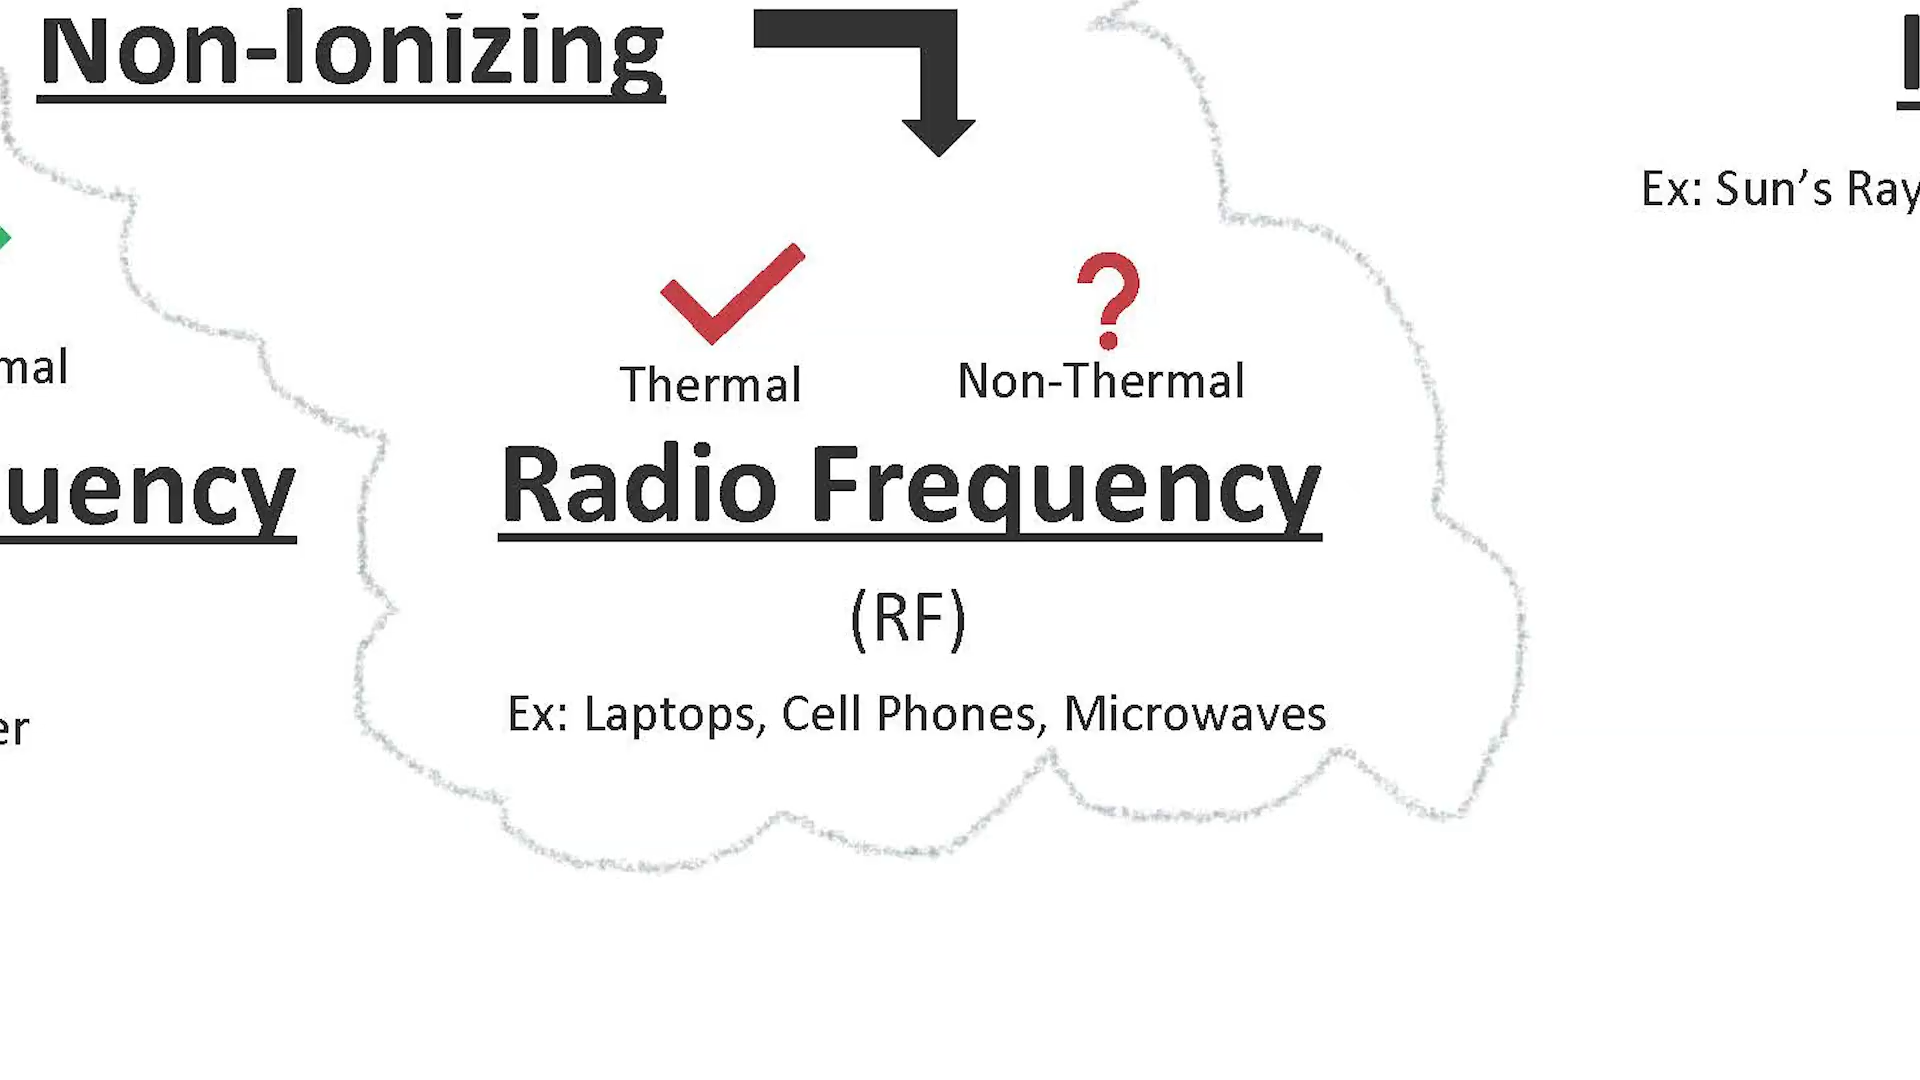 Non-Ionizing
Ex: Sun's Ray
?
Thermal
Non-Thermal
mal
Radio Frequency
uency
(RF)
Ex: Laptops, Cell Phones, Microwaves
er